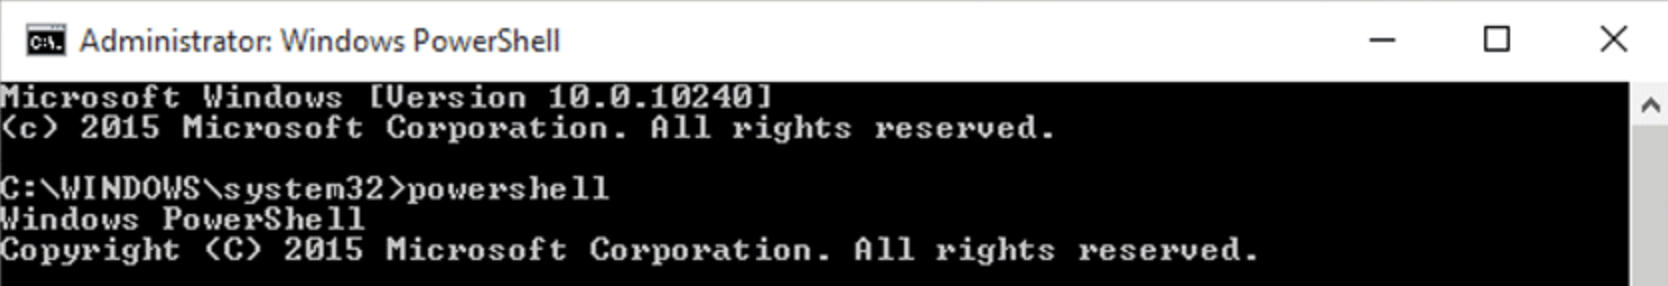 C:\.
Administrator: Windows PowerShell
Microsoft Windows [Version 10.0.10240]
(c) 2015 Microsoft Corporation. All rights reserved.
C:\WINDOWS\system32>powershell
Windows PowerShell
Copyright (C) 2015 Microsoft Corporation. All rights reserved.